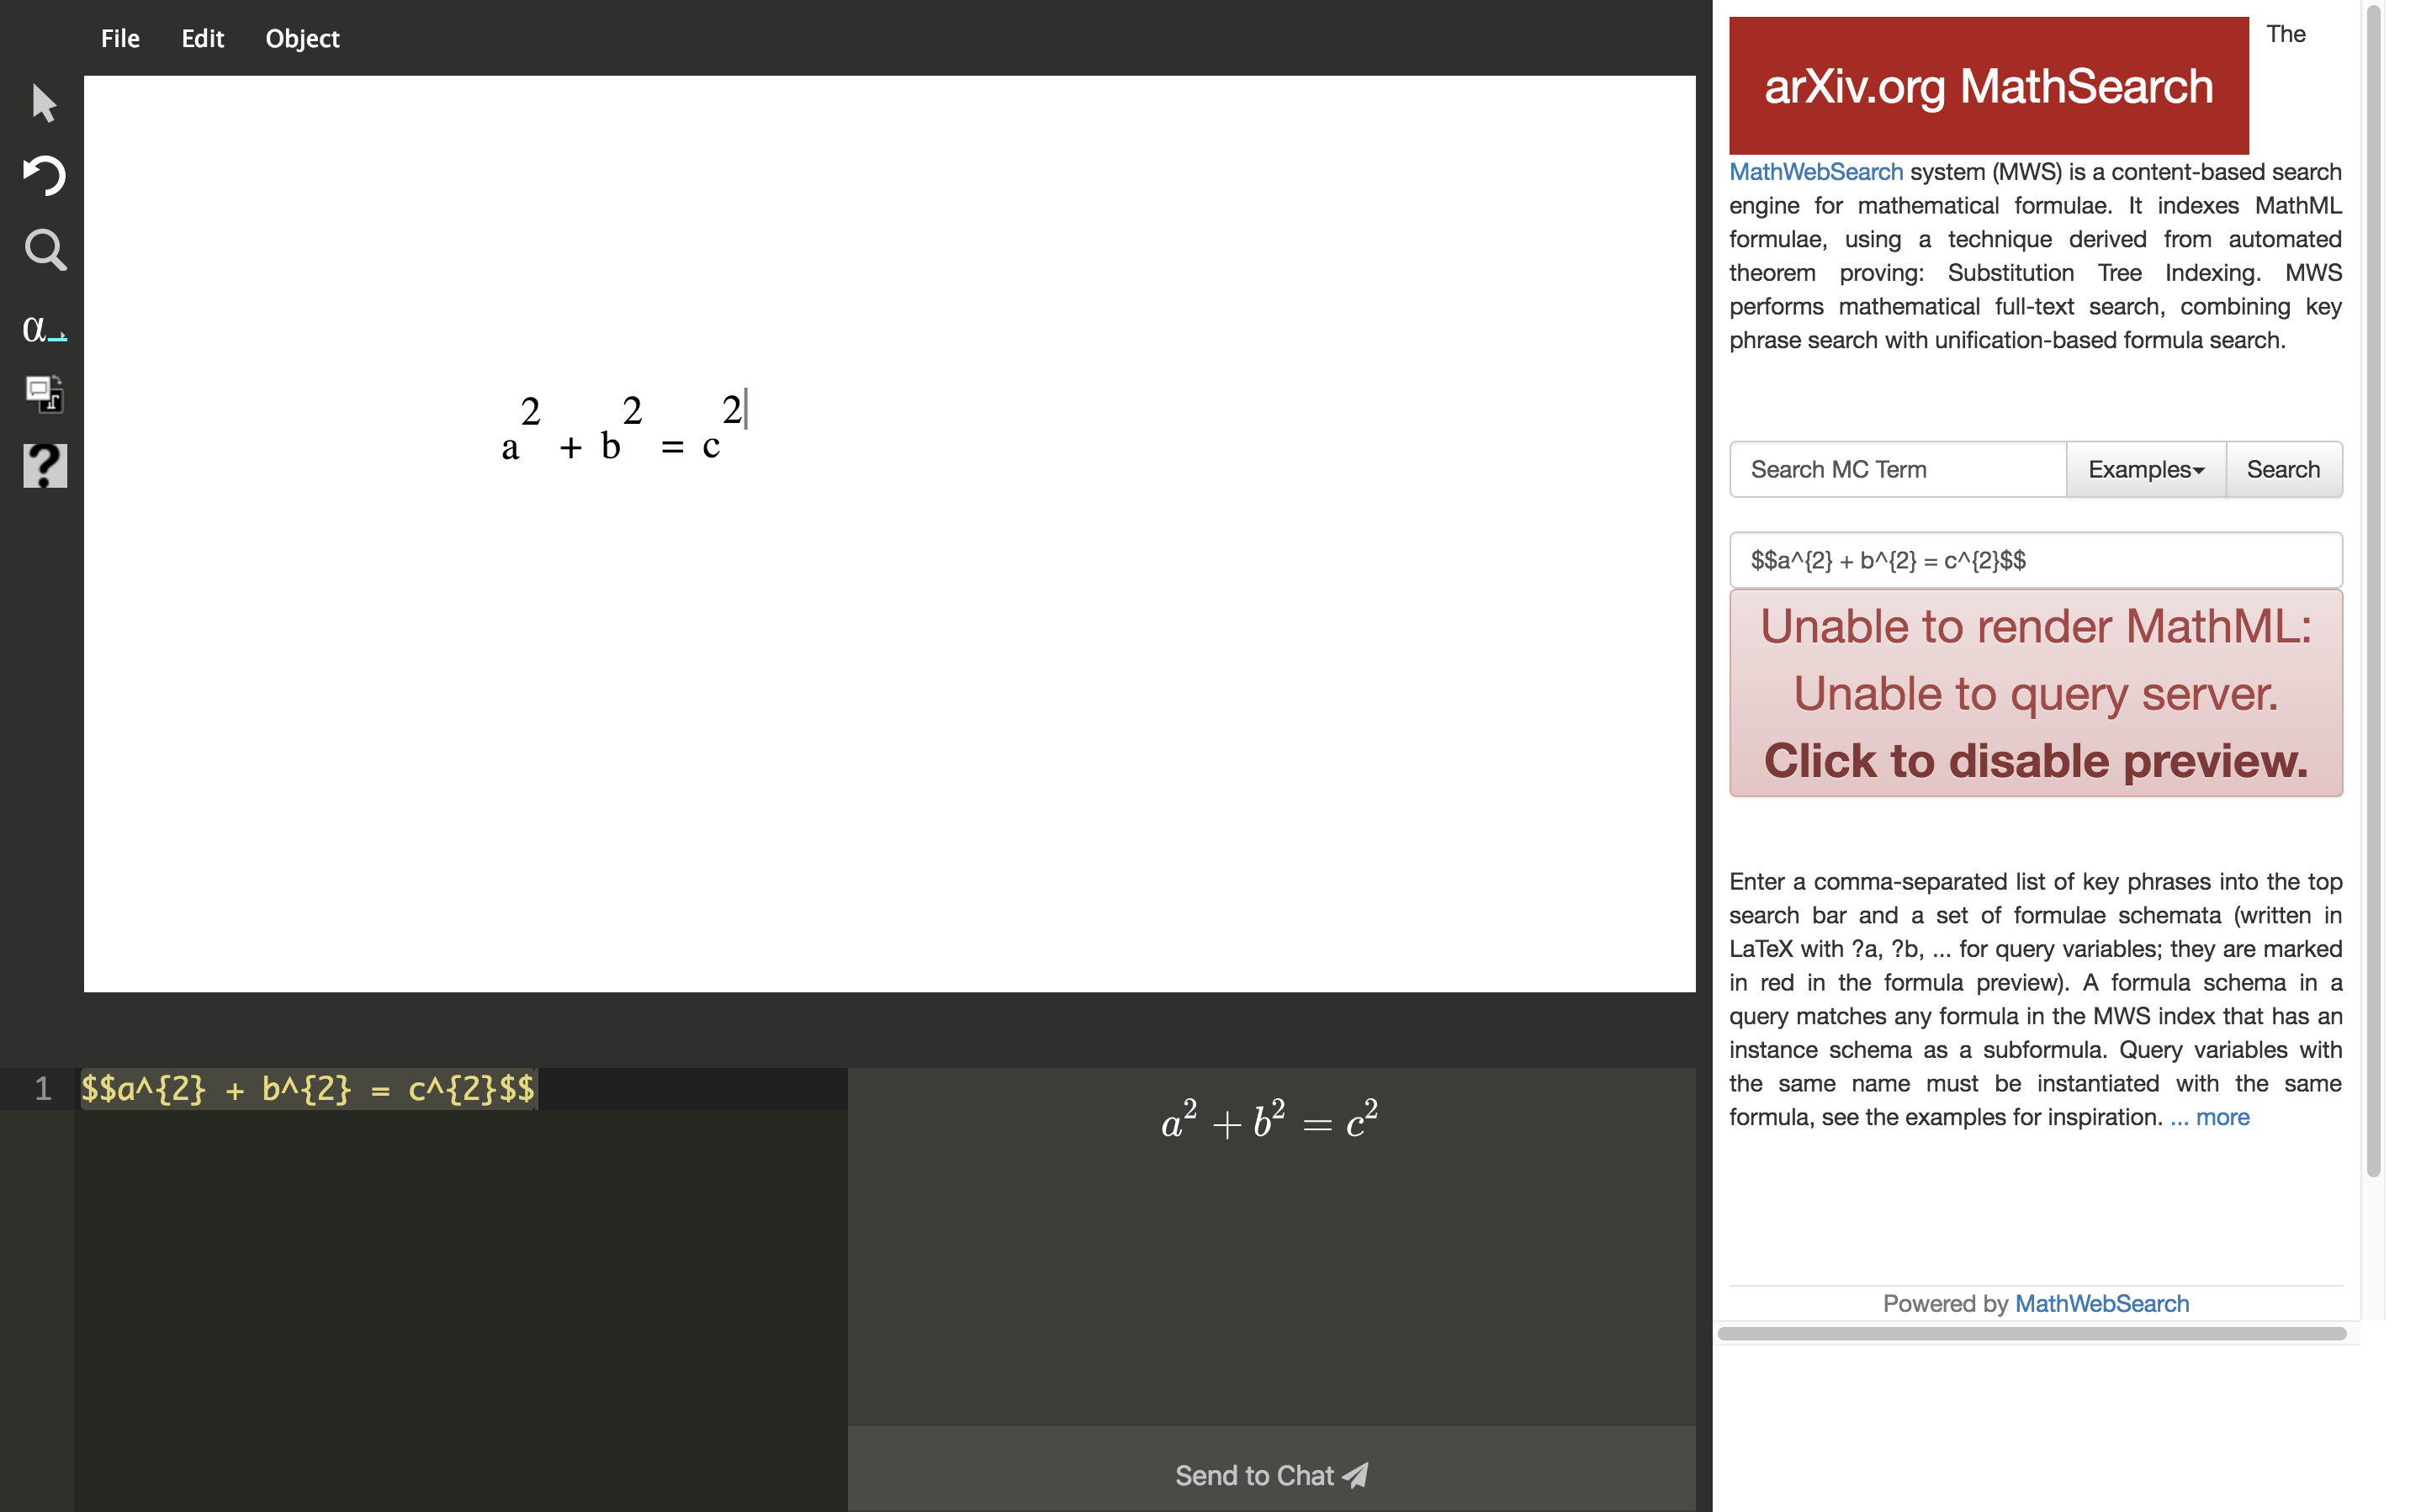 File Edit Object
α
?
a² + b² = c²
1 $$a^{2} + b^{2} = c^{2}$$
a² + b² = c²
Send to Chat
arXiv.org MathSearch
The
MathWebSearch system (MWS) is a content-based search
engine for mathematical formulae. It indexes MathML
formulae, using a technique derived from automated
theorem proving: Substitution Tree Indexing. MWS
performs mathematical full-text search, combining key
phrase search with unification-based formula search.
Search MC Term Examples Search
$$a^{2} + b^{2} = c^{2}$$
Unable to render MathML:
Unable to query server.
Click to disable preview.
Enter a comma-separated list of key phrases into the top
search bar and a set of formulae schemata (written in
LaTeX with ?a, ?b, ... for query variables; they are marked
in red in the formula preview). A formula schema in a
query matches any formula in the MWS index that has an
instance schema as a subformula. Query variables with
the same name must be instantiated with the same
formula, see the examples for inspiration. ... more
Powered by MathWebSearch